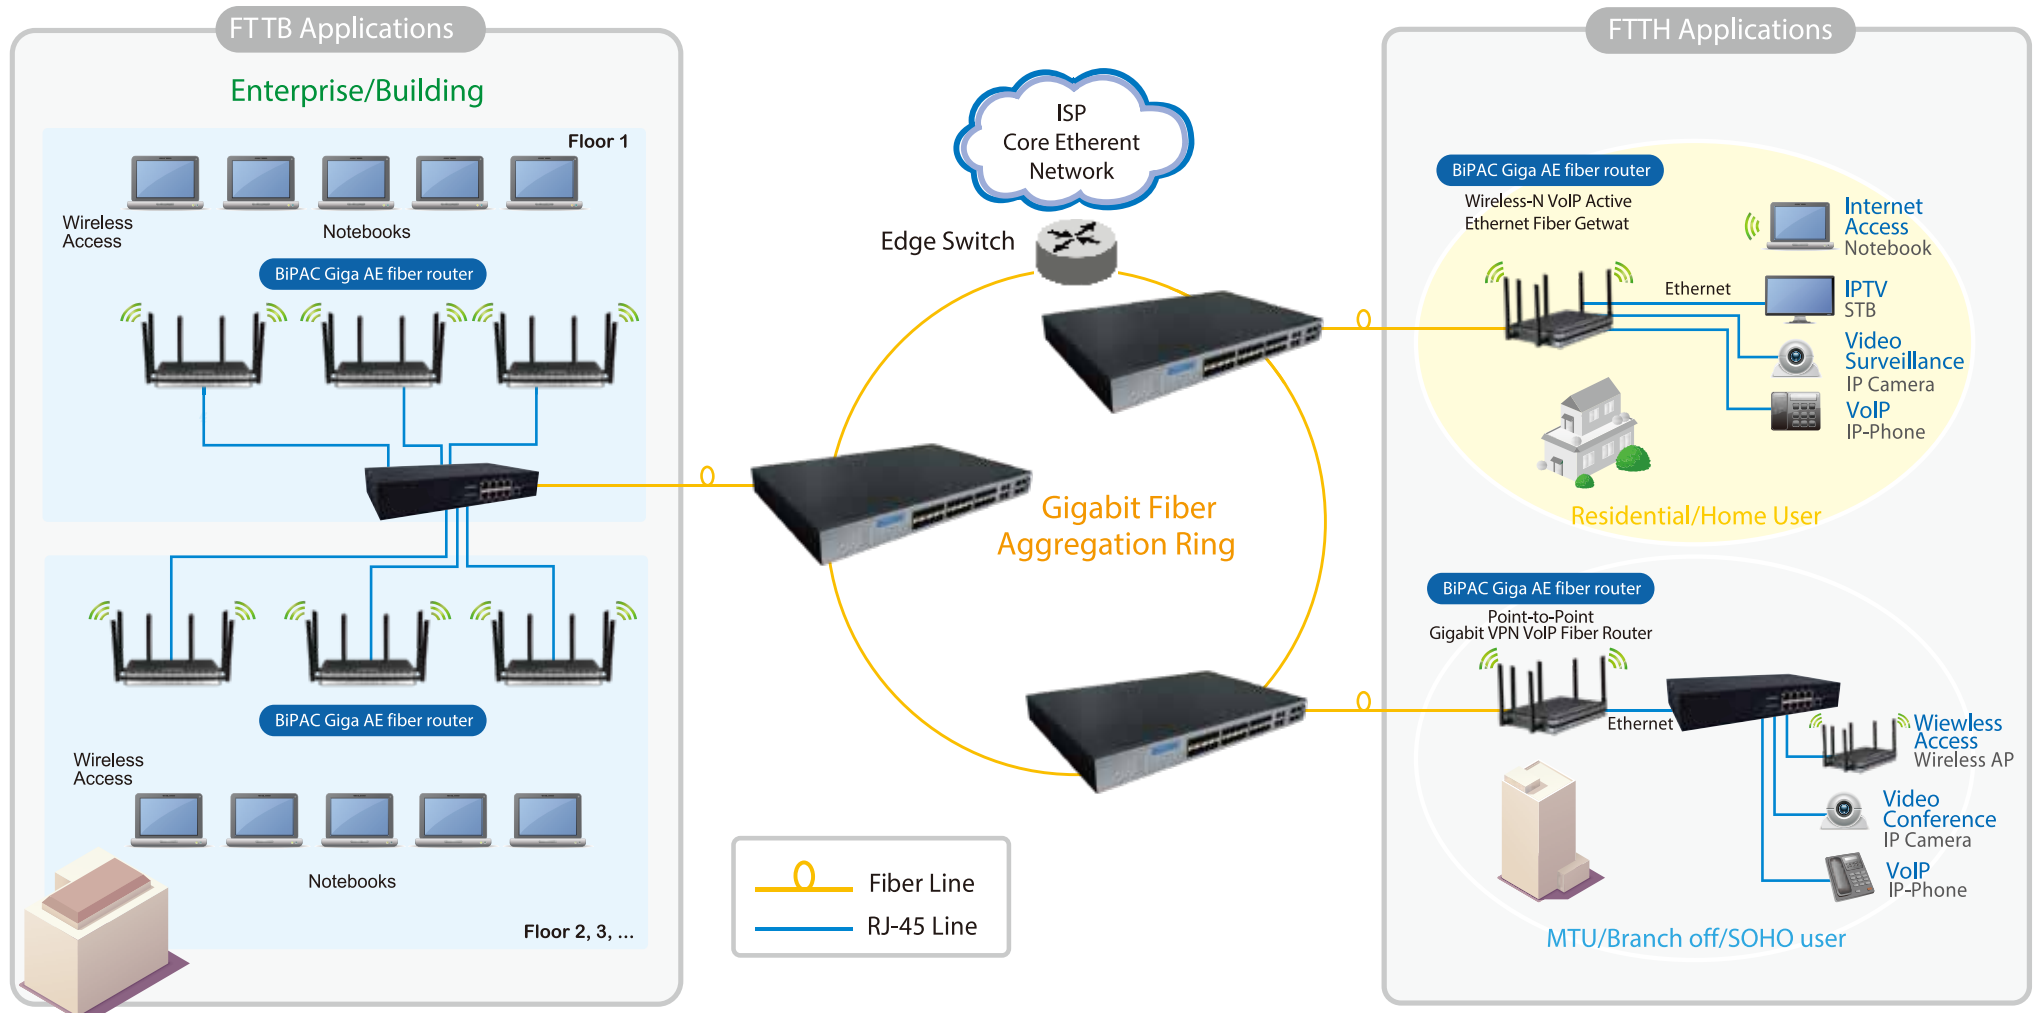 FTTB Applications
Enterprise/Building
Floor 1
Wireless
Access
Notebooks
BiPAC Giga AE fiber router
BiPAC Giga AE fiber router
Wireless
Access
Notebooks
Floor 2, 3, ...
ISP
Core Etherent
Network
Edge Switch
Gigabit Fiber
Aggregation Ring
Fiber Line
RJ-45 Line
FTTH Applications
BiPAC Giga AE fiber router
Wireless-N VoIP Active
Ethernet Fiber Getwat
Ethernet
Internet
Access
Notebook
IPTV
STB
Video
Surveillance
IP Camera
VoIP
IP-Phone
Residential/Home User
BiPAC Giga AE fiber router
Point-to-Point
Gigabit VPN VoIP Fiber Router
Ethernet
Wiewless
Access
Wireless AP
Video
Conference
IP Camera
VoIP
IP-Phone
MTU/Branch off/SOHO user